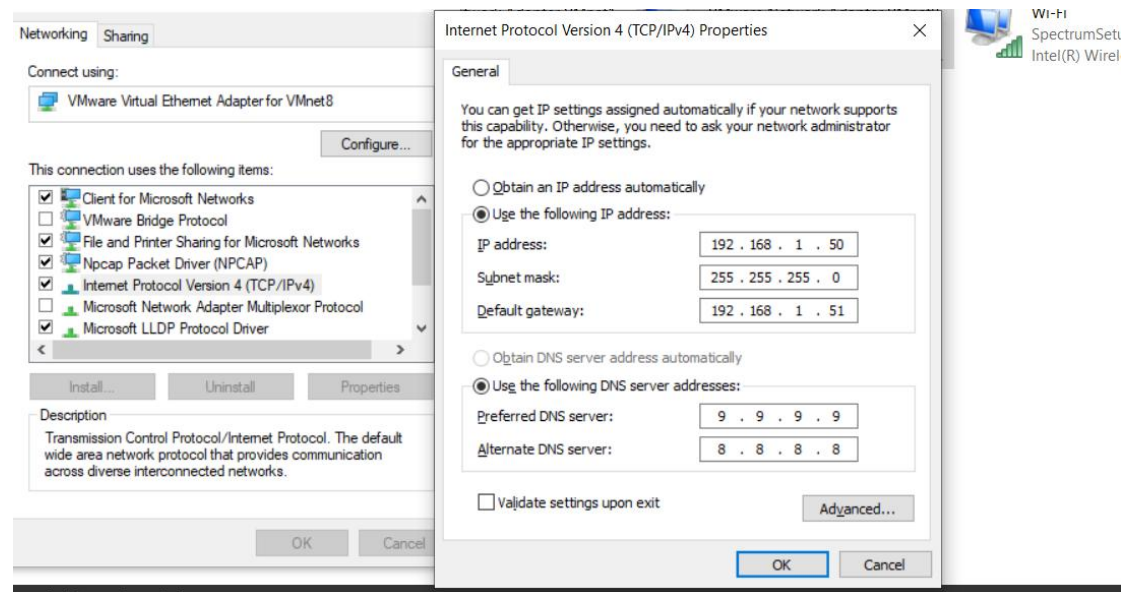 Networking Sharing
Connect using:
VMware Virtual Ethernet Adapter for VMnet8
Configure...
This connection uses the following items:
Client for Microsoft Networks
VMware Bridge Protocol
File and Printer Sharing for Microsoft Networks
Npcap Packet Driver (NPCAP)
Internet Protocol Version 4 (TCP/IPv4)
Microsoft Network Adapter Multiplexor Protocol
Microsoft LLDP Protocol Driver
Install... Uninstall Properties
Description
Transmission Control Protocol/Internet Protocol. The default
wide area network protocol that provides communication
across diverse interconnected networks.
OK Cancel
Internet Protocol Version 4 (TCP/IPv4) Properties
General
You can get IP settings assigned automatically if your network supports
this capability. Otherwise, you need to ask your network administrator
for the appropriate IP settings.
Obtain an IP address automatically
Use the following IP address:
IP address: 192 . 168 . 1 . 50
Subnet mask: 255 . 255 . 255 . 0
Default gateway: 192 . 168 . 1 . 51
Obtain DNS server address automatically
Use the following DNS server addresses:
Preferred DNS server: 9 . 9 . 9 . 9
Alternate DNS server: 8 . 8 . 8 . 8
Validate settings upon exit
Advanced...
OK Cancel
Wi-Fi
SpectrumSetu
Intel(R) Wirel